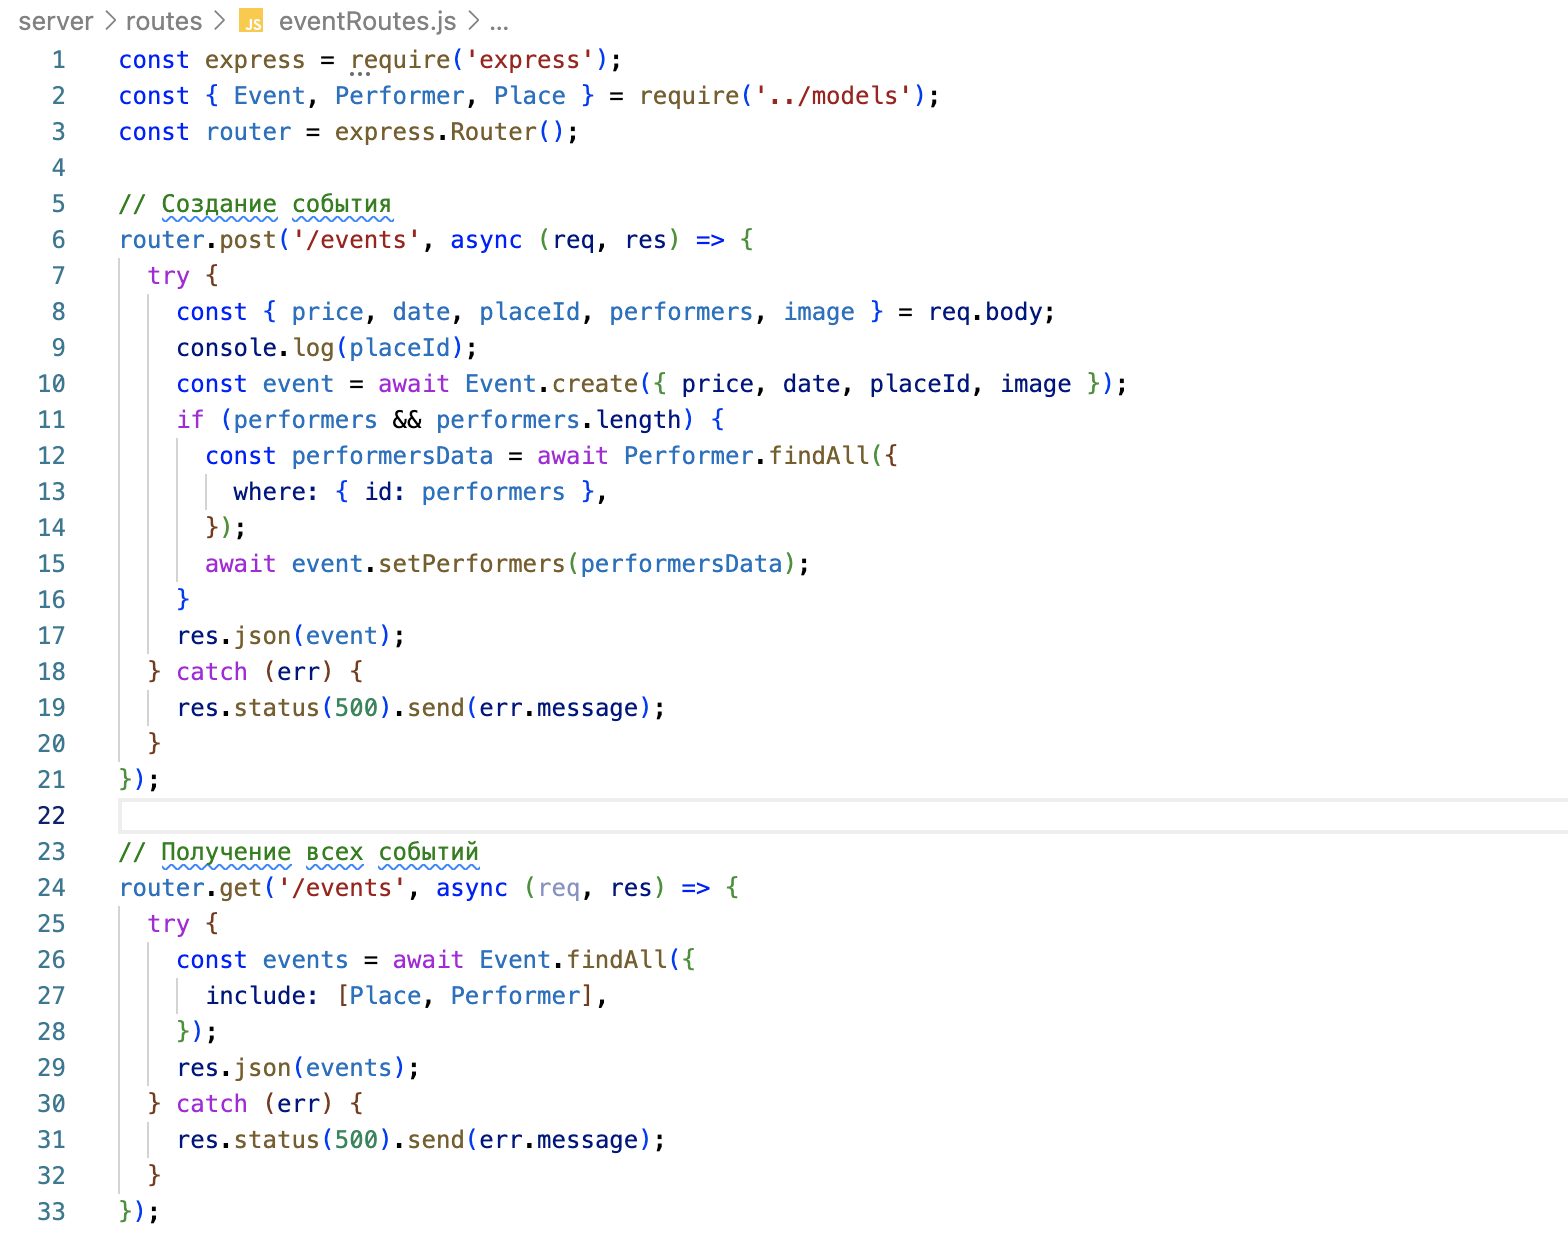 server > routes > JS eventRoutes.js > ...
1 const express = require('express');
2 const { Event, Performer, Place } = require('../models');
3 const router = express.Router();
4
5 // Создание события
6 router.post('/events', async (req, res) => {
7   try {
8     const { price, date, placeId, performers, image } = req.body;
9     console.log(placeId);
10     const event = await Event.create({ price, date, placeId, image });
11     if (performers && performers.length) {
12       const performersData = await Performer.findAll({
13         where: { id: performers },
14       });
15       await event.setPerformers(performersData);
16     }
17     res.json(event);
18   } catch (err) {
19     res.status(500).send(err.message);
20   }
21 });
22
23 // Получение всех событий
24 router.get('/events', async (req, res) => {
25   try {
26     const events = await Event.findAll({
27       include: [Place, Performer],
28     });
29     res.json(events);
30   } catch (err) {
31     res.status(500).send(err.message);
32   }
33 });